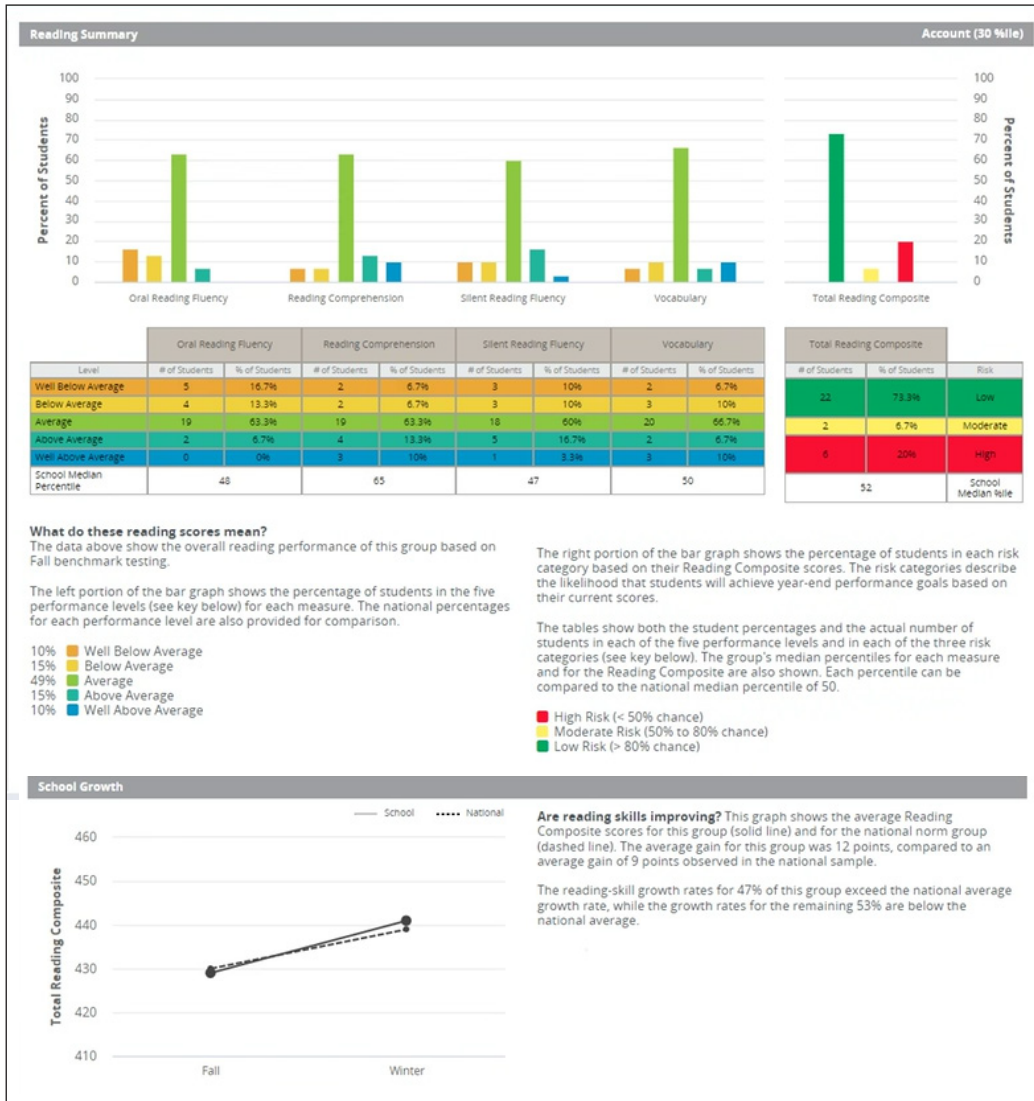 Reading Summary Account (30 %ile)
100 100
90 90
80 80
70 70
60 60
50 50
40 40
30 30
20 20
10 10
0 0
Percent of Students
Percent of Students
Oral Reading Fluency Reading Comprehension Silent Reading Fluency Vocabulary Total Reading Composite
Oral Reading Fluency Reading Comprehension Silent Reading Fluency Vocabulary Total Reading Composite
Level # of Students % of Students # of Students % of Students # of Students % of Students # of Students % of Students # of Students % of Students Risk
Well Below Average 5 16.7% 2 6.7% 3 10% 2 6.7%
Below Average 4 13.3% 2 6.7% 3 10% 3 10%
Average 19 63.3% 19 63.3% 18 60% 20 66.7%
Above Average 2 6.7% 4 13.3% 5 16.7% 2 6.7%
Well Above Average 0 0% 3 10% 1 3.3% 3 10%
School Median
Percentile 48 65 47 50
22 73.3% Low
2 6.7% Moderate
6 20% High
52 School
Median %ile
What do these reading scores mean?
The data above show the overall reading performance of this group based on
Fall benchmark testing.
The left portion of the bar graph shows the percentage of students in the five
performance levels (see key below) for each measure. The national percentages
for each performance level are also provided for comparison.
10% Well Below Average
15% Below Average
49% Average
15% Above Average
10% Well Above Average
The right portion of the bar graph shows the percentage of students in each risk
category based on their Reading Composite scores. The risk categories describe
the likelihood that students will achieve year-end performance goals based on
their current scores.
The tables show both the student percentages and the actual number of
students in each of the five performance levels and in each of the three risk
categories (see key below). The group's median percentiles for each measure
and for the Reading Composite are also shown. Each percentile can be
compared to the national median percentile of 50.
High Risk (< 50% chance)
Moderate Risk (50% to 80% chance)
Low Risk (> 80% chance)
School Growth
School National
460
450
440
430
420
410
Total Reading Composite
Fall Winter
Are reading skills improving? This graph shows the average Reading
Composite scores for this group (solid line) and for the national norm group
(dashed line). The average gain for this group was 12 points, compared to an
average gain of 9 points observed in the national sample.
The reading-skill growth rates for 47% of this group exceed the national average
growth rate, while the growth rates for the remaining 53% are below the
national average.